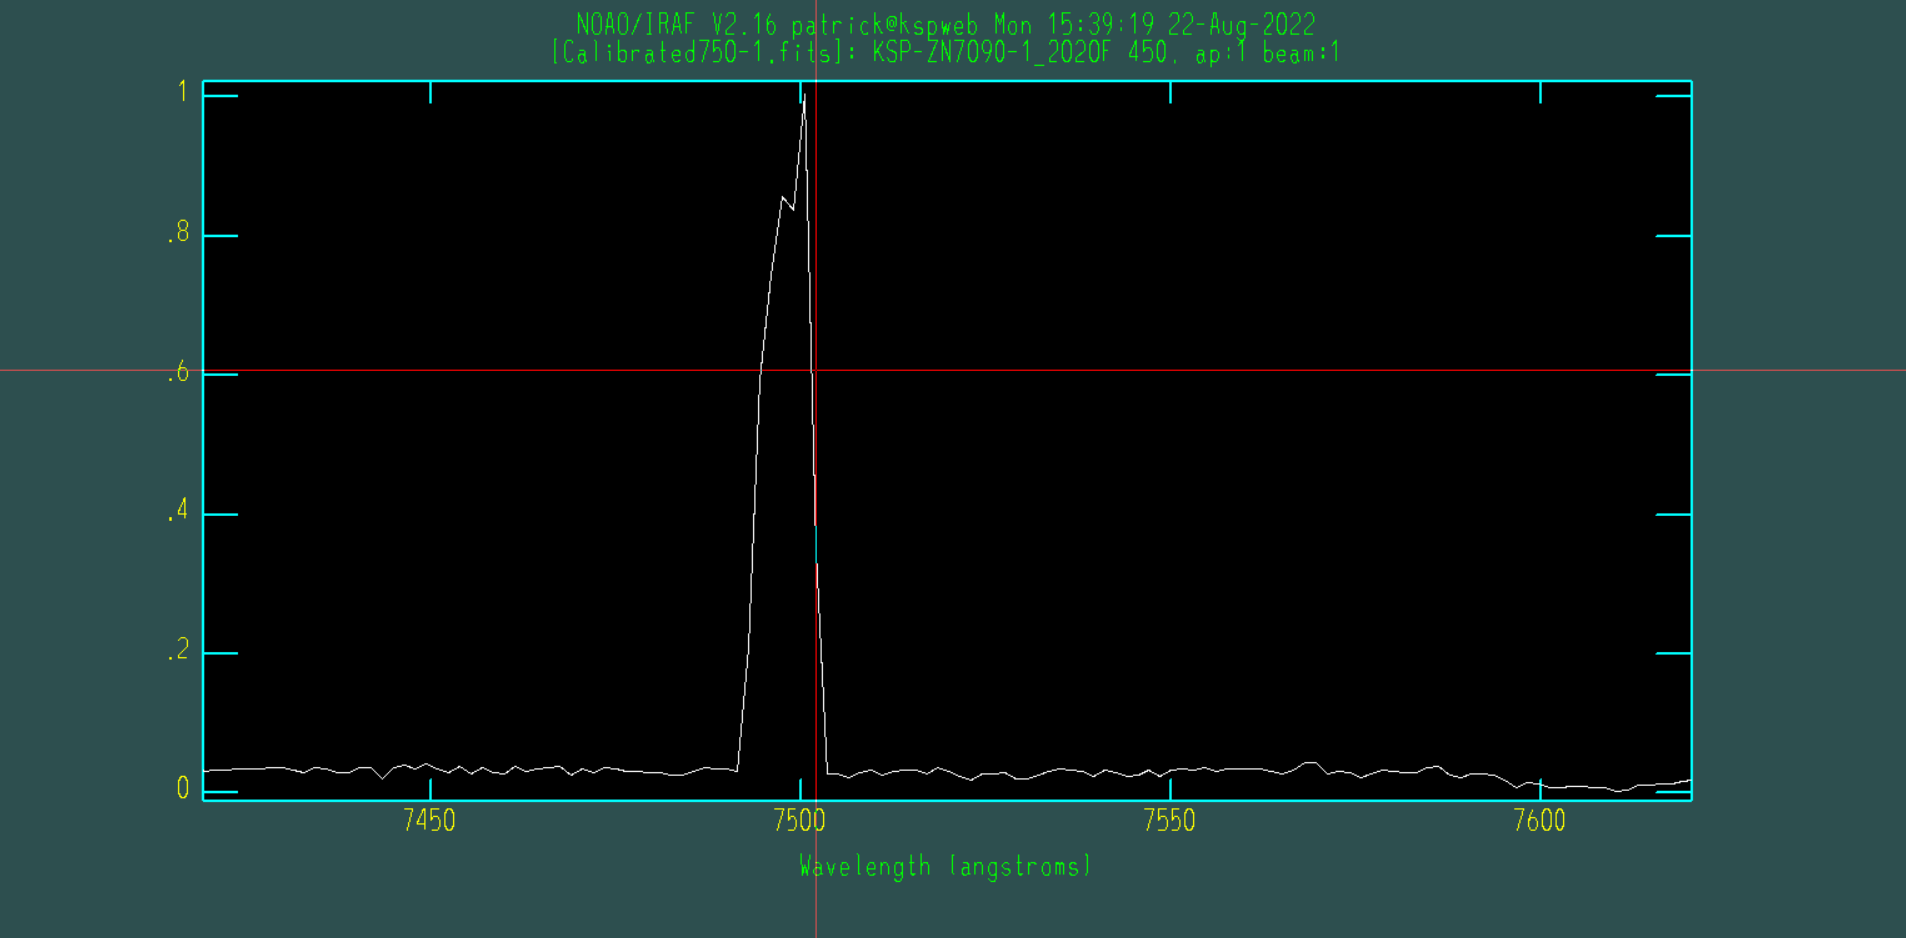 NOAO/IRAF V2.16 patrick@kspweb Mon 15:39:19 22-Aug-2022
[Calibrated750-1.fits]: KSP-ZN7090-1_2020F 450. ap:1 beam:1
1
.8
.6
.4
.2
0
7450 7500 7550 7600
Wavelength (angstroms)